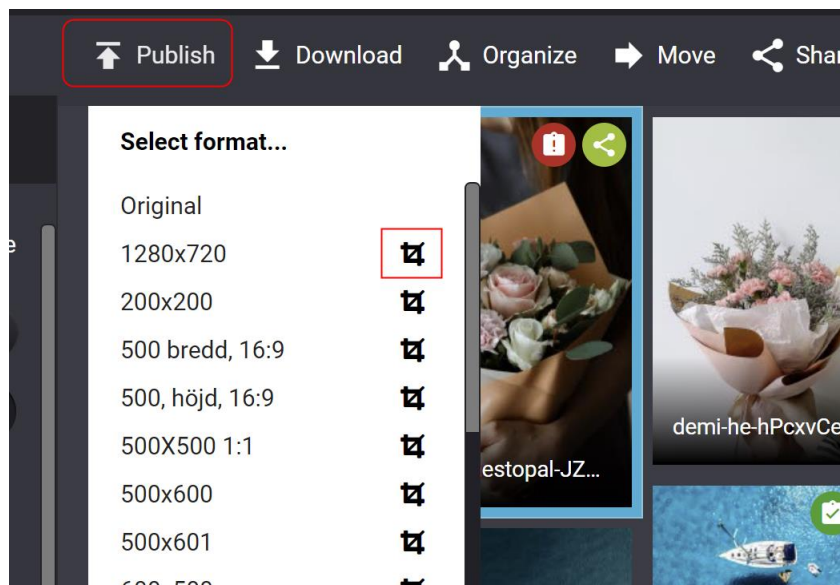 Publish Download Organize Move Shar
Select format...
Original
1280x720
200x200
500 bredd, 16:9
500, höjd, 16:9
500X500 1:1
500x600
500x601
e
estopal-JZ...
demi-he-hPcxvCe